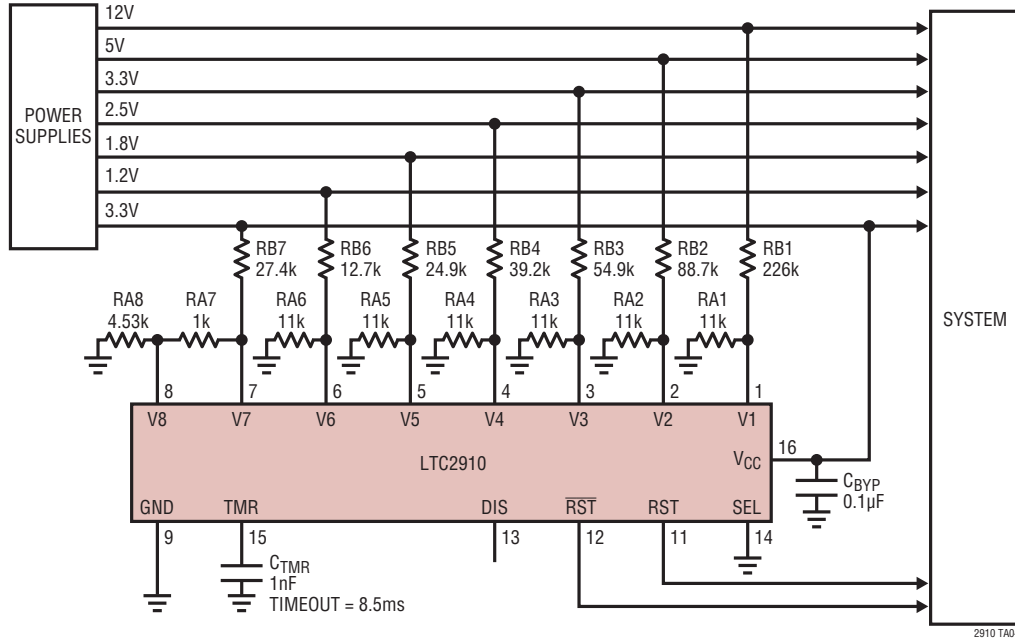 12V
5V
3.3V
2.5V
1.8V
1.2V
3.3V
POWER
SUPPLIES
SYSTEM
RB7
27.4k
RB6
12.7k
RB5
24.9k
RB4
39.2k
RB3
54.9k
RB2
88.7k
RB1
226k
RA8
4.53k
RA7
1k
RA6
11k
RA5
11k
RA4
11k
RA3
11k
RA2
11k
RA1
11k
8 7 6 5 4 3 2 1
V8 V7 V6 V5 V4 V3 V2 V1
LTC2910
VCC
16
CBYP
0.1µF
GND TMR DIS RST RST SEL
9 15 13 12 11 14
CTMR
1nF
TIMEOUT = 8.5ms
2910 TA0